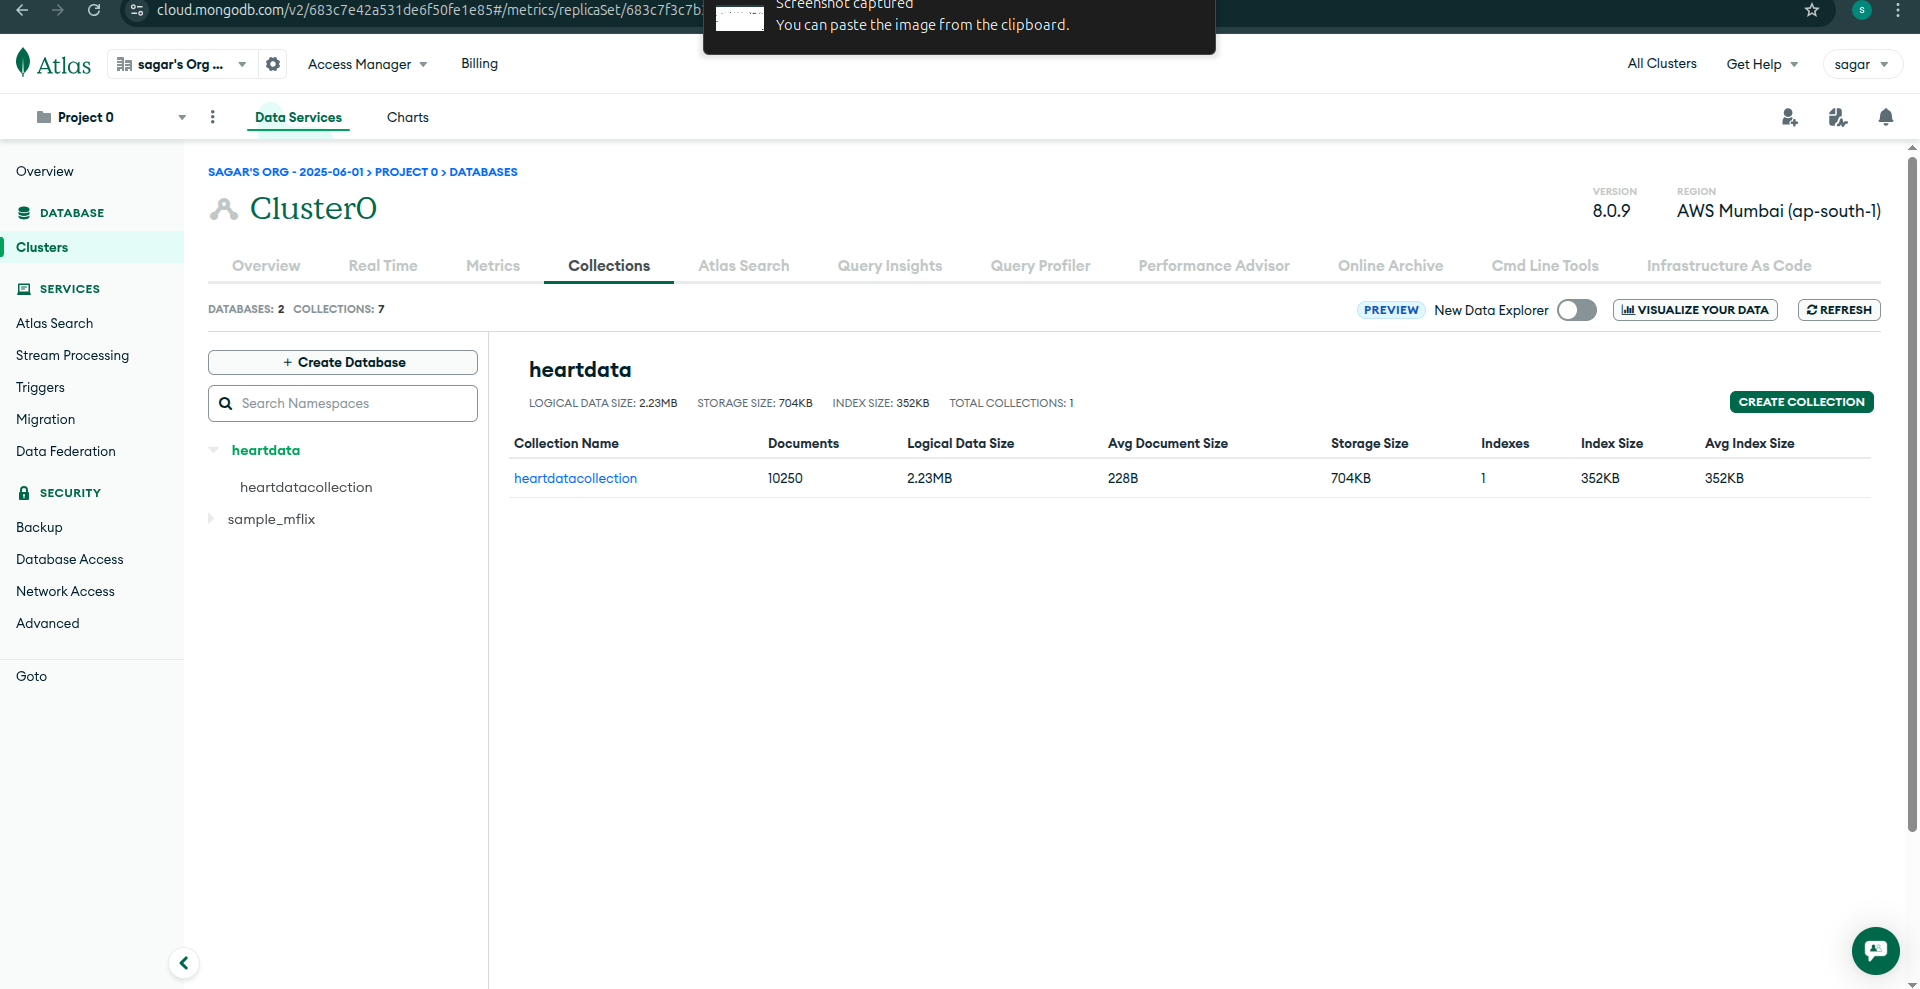 cloud.mongodb.com/v2/683c7e42a531de6f50fe1e85#/metrics/replicaSet/683c7f3c7b
Screenshot captured
You can paste the image from the clipboard.
S
Atlas
sagar's Org ...
Access Manager
Billing
All Clusters
Get Help
sagar
Project 0
Data Services
Charts
Overview
DATABASE
Clusters
SERVICES
Atlas Search
Stream Processing
Triggers
Migration
Data Federation
SECURITY
Backup
Database Access
Network Access
Advanced
Goto
SAGAR'S ORG - 2025-06-01 > PROJECT 0 > DATABASES
Cluster0
VERSION
8.0.9
REGION
AWS Mumbai (ap-south-1)
Overview Real Time Metrics Collections Atlas Search Query Insights Query Profiler Performance Advisor Online Archive Cmd Line Tools Infrastructure As Code
DATABASES: 2 COLLECTIONS: 7
PREVIEW New Data Explorer
VISUALIZE YOUR DATA
REFRESH
+ Create Database
Search Namespaces
heartdata
heartdatacollection
sample_mflix
heartdata
LOGICAL DATA SIZE: 2.23MB STORAGE SIZE: 704KB INDEX SIZE: 352KB TOTAL COLLECTIONS: 1
CREATE COLLECTION
Collection Name Documents Logical Data Size Avg Document Size Storage Size Indexes Index Size Avg Index Size
heartdatacollection 10250 2.23MB 228B 704KB 1 352KB 352KB